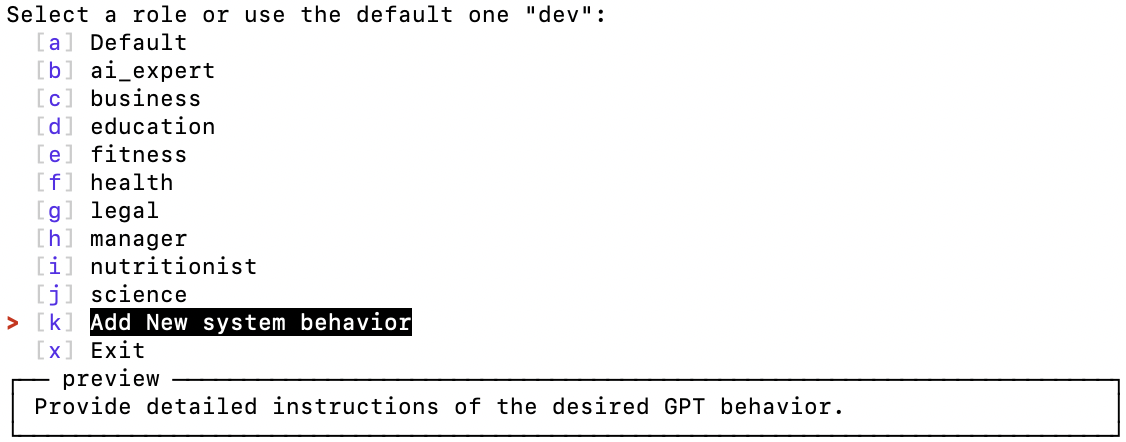 Select a role or use the default one "dev":
[a] Default
[b] ai_expert
[c] business
[d] education
[e] fitness
[f] health
[g] legal
[h] manager
[i] nutritionist
[j] science
> [k] Add New system behavior
[x] Exit
preview
Provide detailed instructions of the desired GPT behavior.